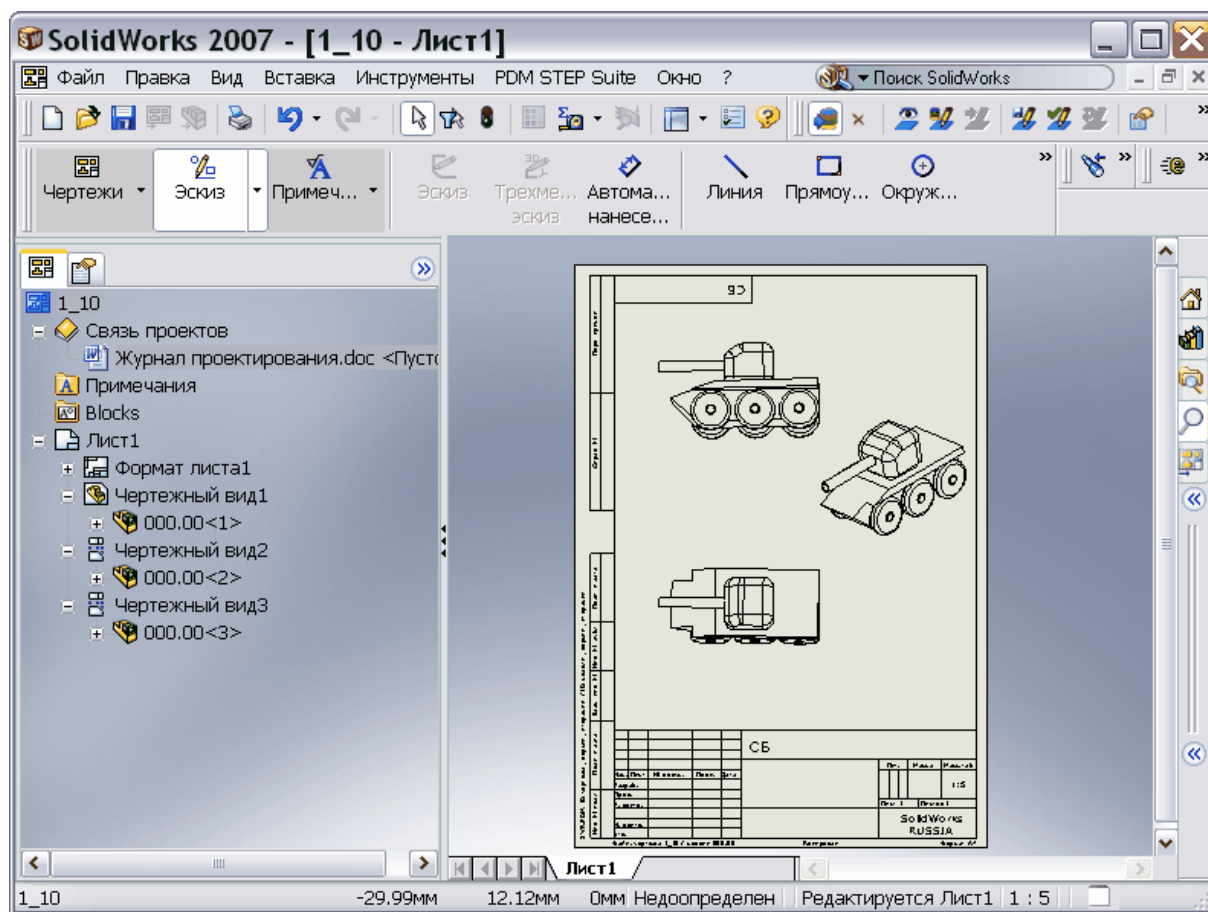 SolidWorks 2007 - [1_10 - Лист1]
Файл Правка Вид Вставка Инструменты PDM STEP Suite Окно ? Поиск SolidWorks
Чертежи Эскиз Примеч... Эскиз Трехме... эскиз Автома... нанесе... Линия Прямоу... Окруж...
1_10
Связь проектов
Журнал проектирования.doc <Пусто
Примечания
Blocks
Лист1
Формат листа1
Чертежный вид1
000.00<1>
Чертежный вид2
000.00<2>
Чертежный вид3
000.00<3>
СБ
СБ
1:5
SolidWorks
RUSSIA
Лист1
1_10 -29.99мм 12.12мм 0мм Недоопределен Редактируется Лист1 1 : 5